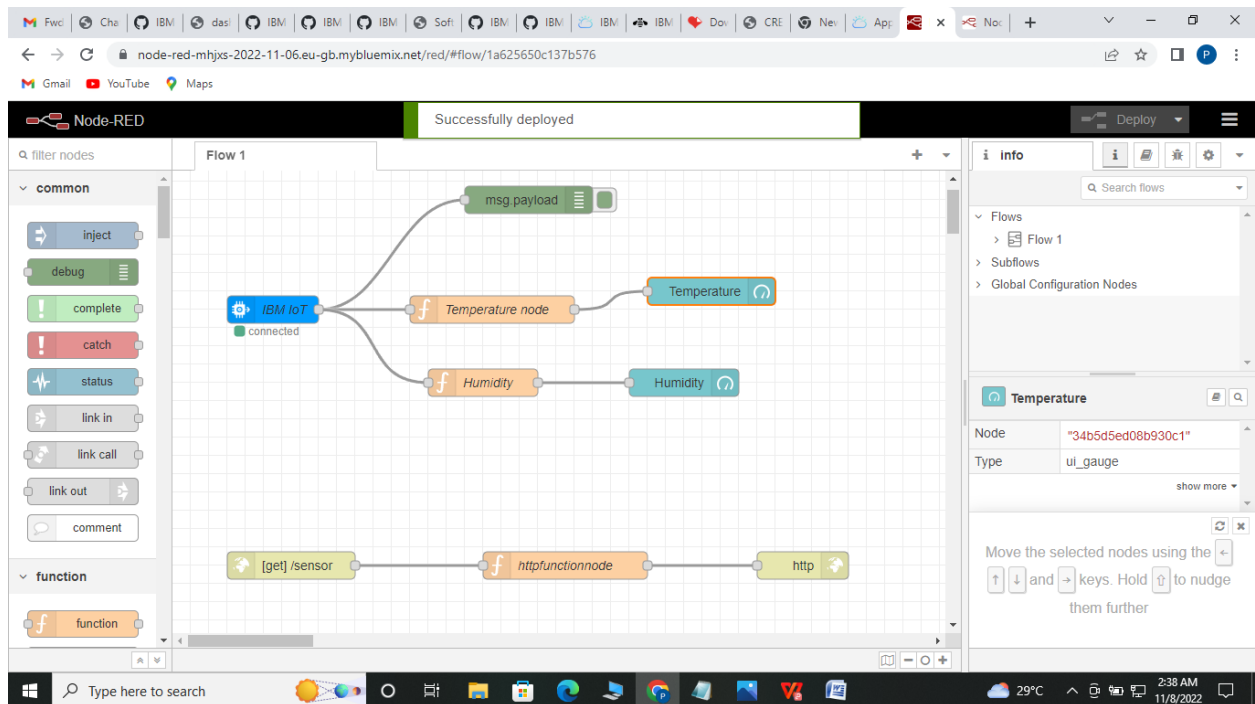 Fwd
Cha
IBM
das
IBM
IBM
IBM
Soft
IBM
IBM
IBM
IBM
Dov
CRE
Nev
App
Noc
node-red-mhjxs-2022-11-06.eu-gb.mybluemix.net/red/#flow/1a625650c137b576
P
Gmail
YouTube
Maps
Node-RED
Successfully deployed
Deploy
filter nodes
Flow 1
i info
i
common
Search flows
msg.payload
inject
Flows
Flow 1
debug
Subflows
Temperature
Global Configuration Nodes
complete
IBM IoT
f
Temperature node
connected
catch
status
f
Humidity
Humidity
Temperature
link in
Node
"34b5d5ed08b930c1"
link call
Type
ui_gauge
link out
show more
comment
Move the selected nodes using the ←
↑ ↓ and → keys. Hold ⇧ to nudge
them further
[get] /sensor
f
httpfunctionnode
http
function
f
function
Type here to search
29°C
2:38 AM
11/8/2022